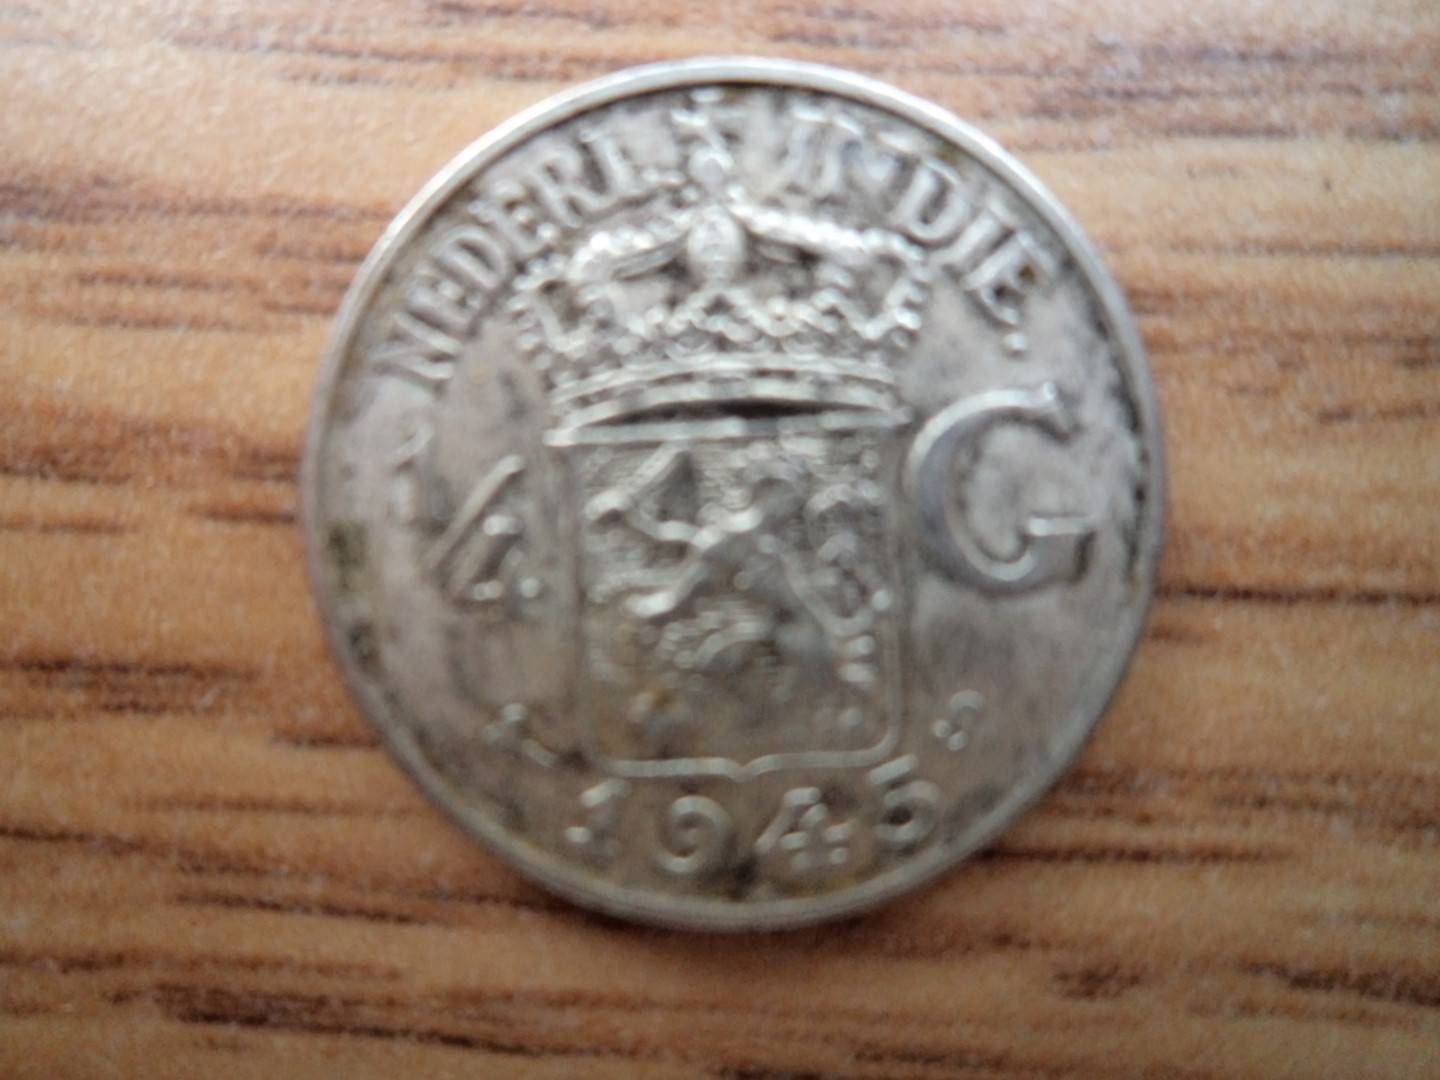 NEDERL. INDIE.
1/4 G
S
1945